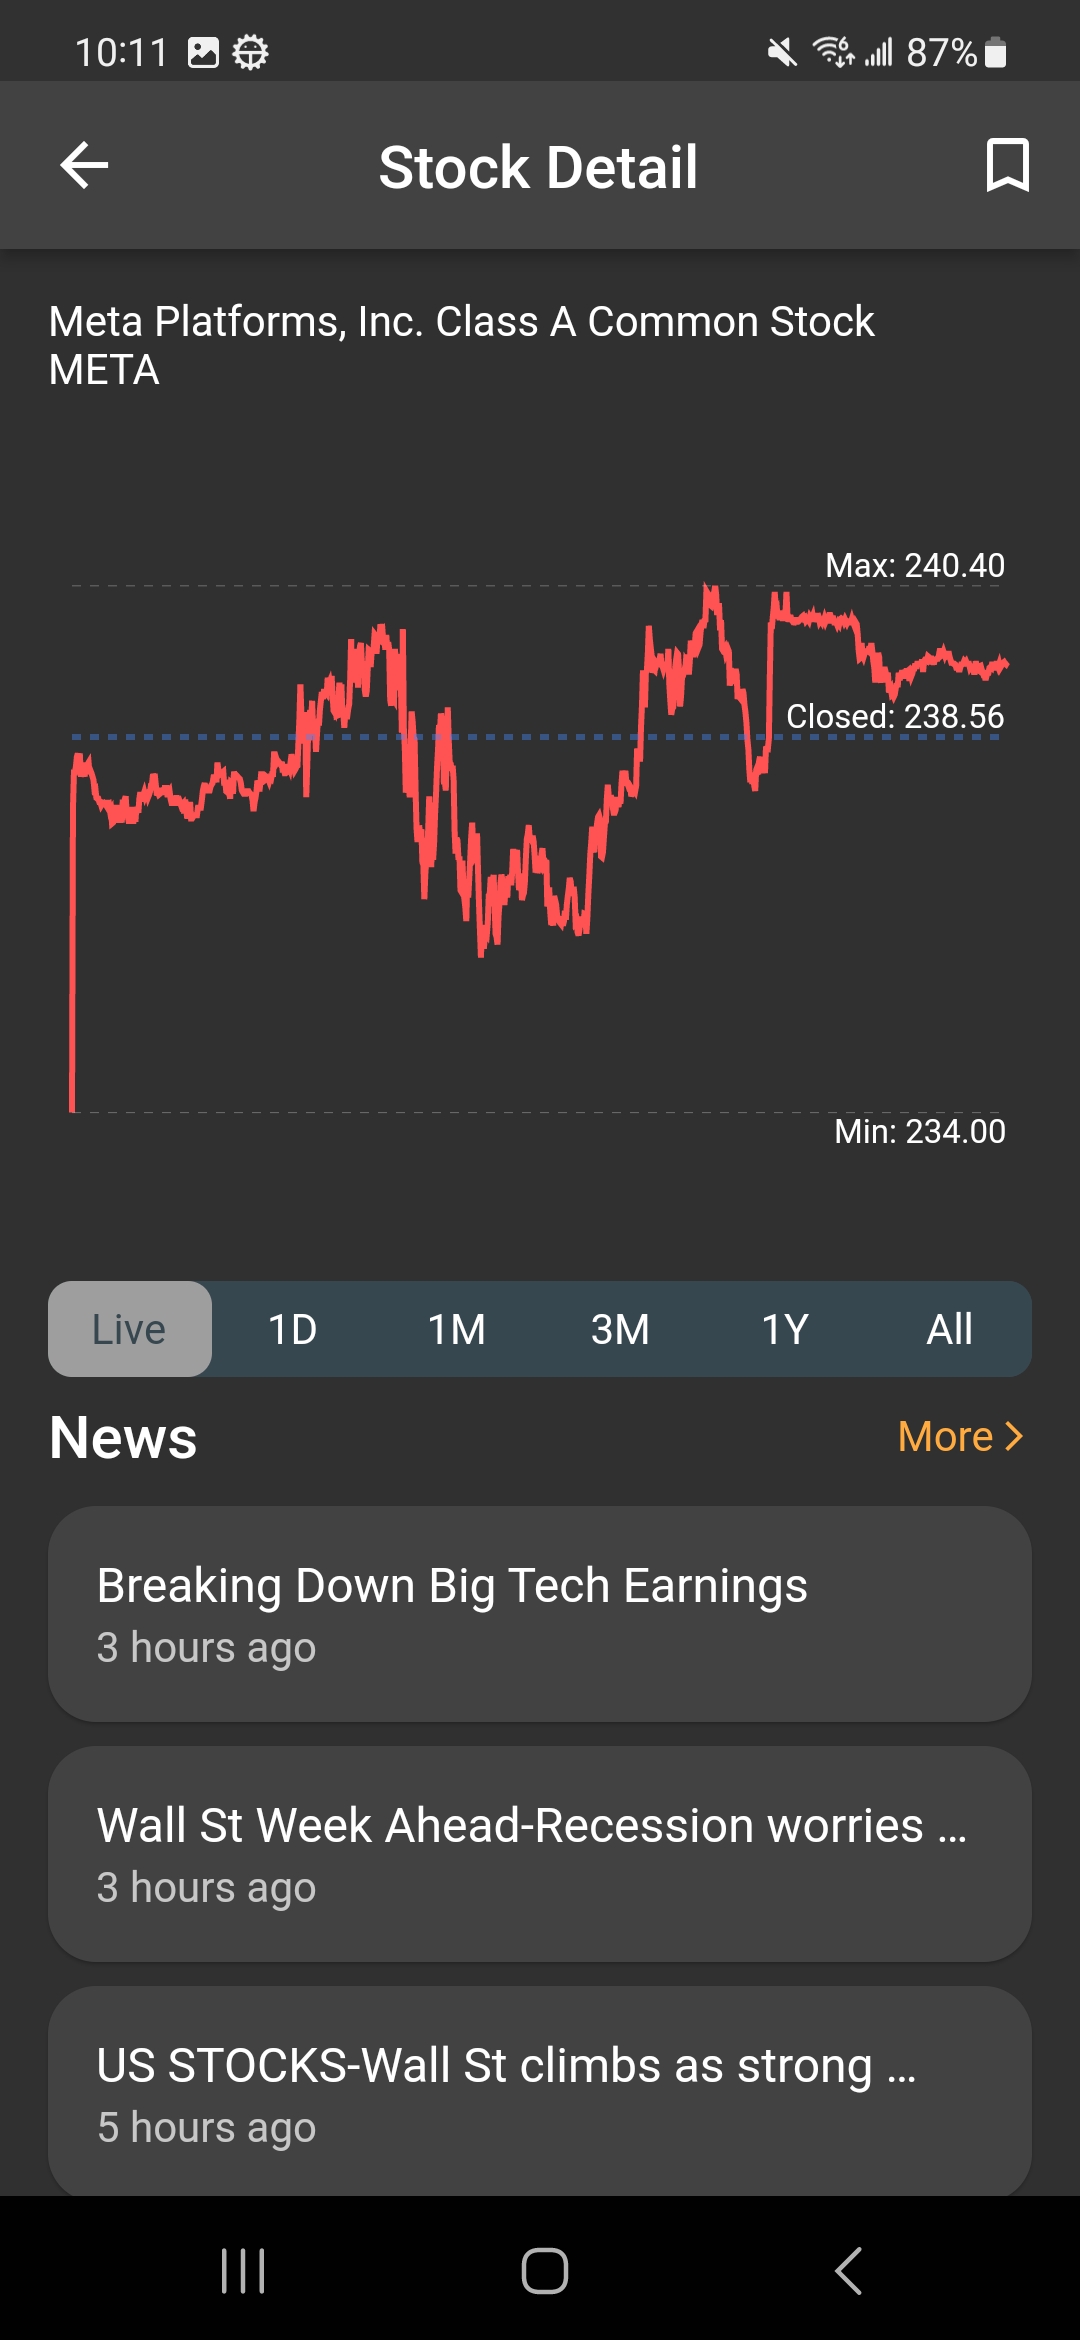 10:11
6
87%
Stock Detail
Meta Platforms, Inc. Class A Common Stock
META
Max: 240.40
Closed: 238.56
Min: 234.00
Live 1D 1M 3M 1Y All
News
More
Breaking Down Big Tech Earnings
3 hours ago
Wall St Week Ahead-Recession worries ...
3 hours ago
US STOCKS-Wall St climbs as strong ...
5 hours ago